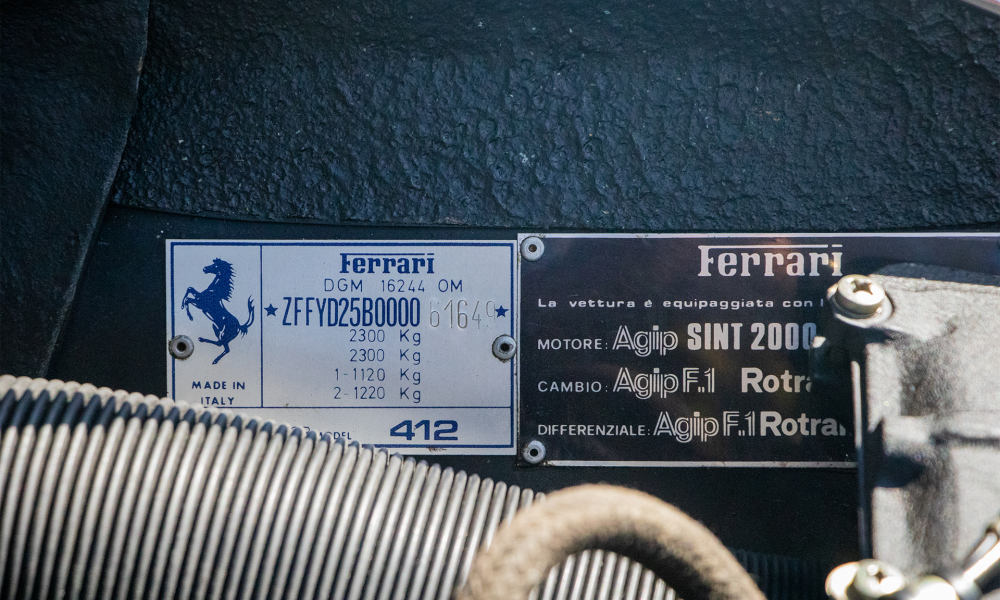 Ferrari
DGM 16244 OM
ZFFYD25B0000 61649
2300 Kg
2300 Kg
1-1120 Kg
2-1220 Kg
MADE IN
ITALY
MODEL 412
Ferrari
La vettura è equipaggiata con l
MOTORE: Agip SINT 2000
CAMBIO: Agip F.1 Rotra
DIFFERENZIALE: Agip F.1 Rotra